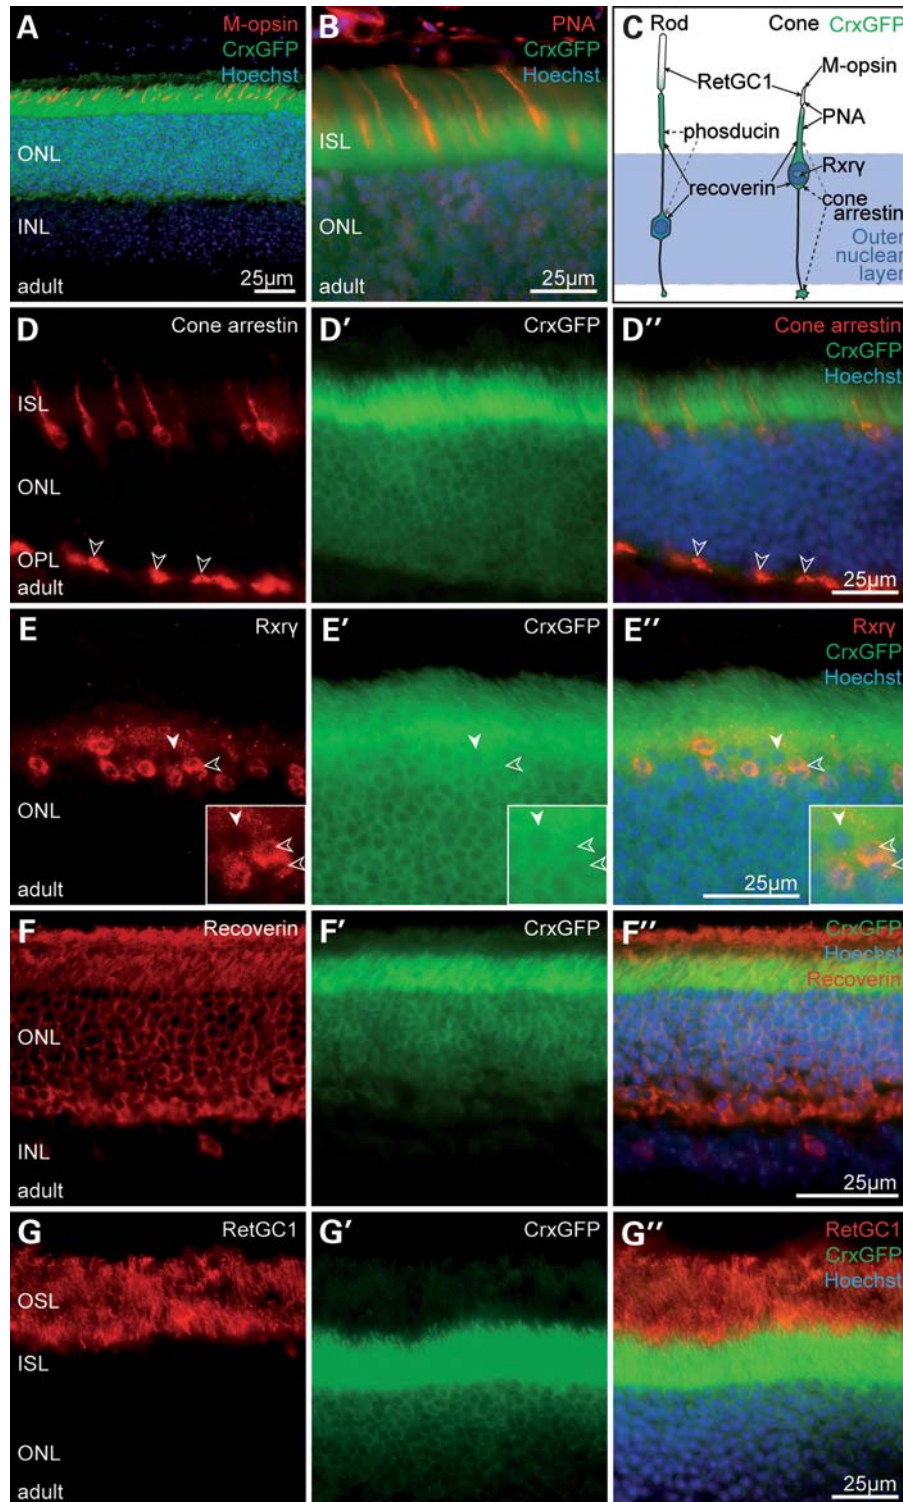 A
M-opsin
CrxGFP
Hoechst
ONL
INL
adult
25µm
B
PNA
CrxGFP
Hoechst
ISL
ONL
adult
25µm
C
Rod
Cone
CrxGFP
M-opsin
RetGC1
PNA
phosducin
Rxrγ
recoverin
cone
arrestin
Outer
nuclear
layer
D
Cone arrestin
ISL
ONL
OPL
adult
D′
CrxGFP
D″
Cone arrestin
CrxGFP
Hoechst
25µm
E
Rxrγ
ONL
adult
E′
CrxGFP
E″
Rxrγ
CrxGFP
Hoechst
25µm
F
Recoverin
ONL
INL
adult
F′
CrxGFP
F″
CrxGFP
Hoechst
Recoverin
25µm
G
RetGC1
OSL
ISL
ONL
adult
G′
CrxGFP
G″
RetGC1
CrxGFP
Hoechst
25µm